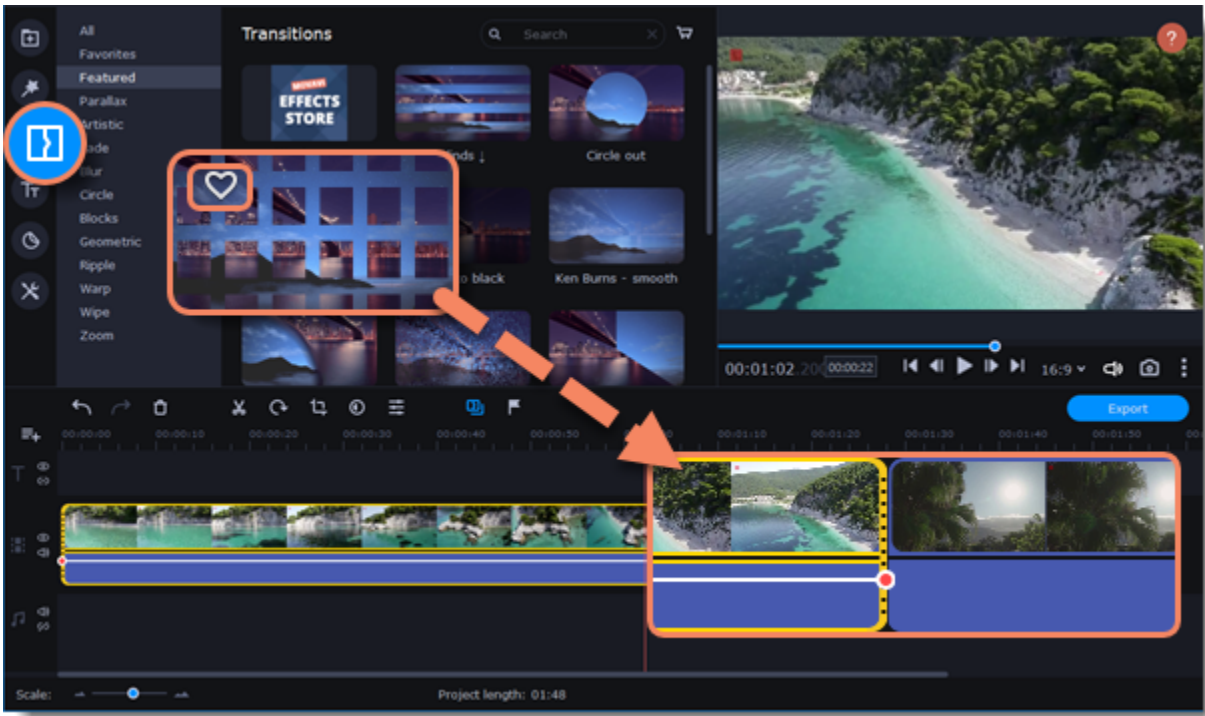 All
Favorites
Featured
Parallax
Artistic
Circle
Blocks
Geometric
Ripple
Warp
Wipe
Zoom
Transitions
Search
MOVAVI
EFFECTS
STORE
Circle out
black
Ken Burns - smooth
?
00:01:02
00:00:22
16:9
Export
00:00:00 00:00:10 00:00:20 00:00:30 00:00:40 00:00:50 00:01:10 00:01:20 00:01:30 00:01:40 00:01:50
Scale:
Project length: 01:48